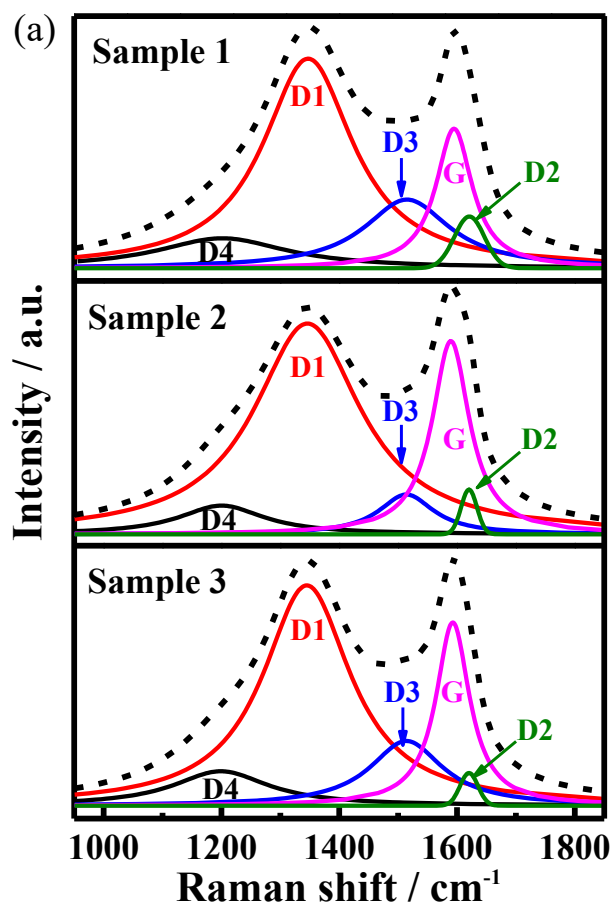 (a)
Sample 1
D1
D3
D2
G
D4
Sample 2
D1
D3
D2
G
D4
Sample 3
D1
D3
D2
G
D4
Intensity / a.u.
1000 1200 1400 1600 1800
Raman shift / cm⁻¹